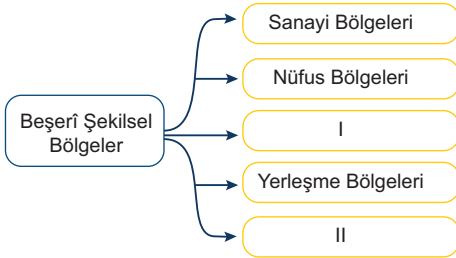 Sanayi Bölgeleri
Nüfus Bölgeleri
Beşerî Şekilsel
Bölgeler
I
Yerleşme Bölgeleri
II